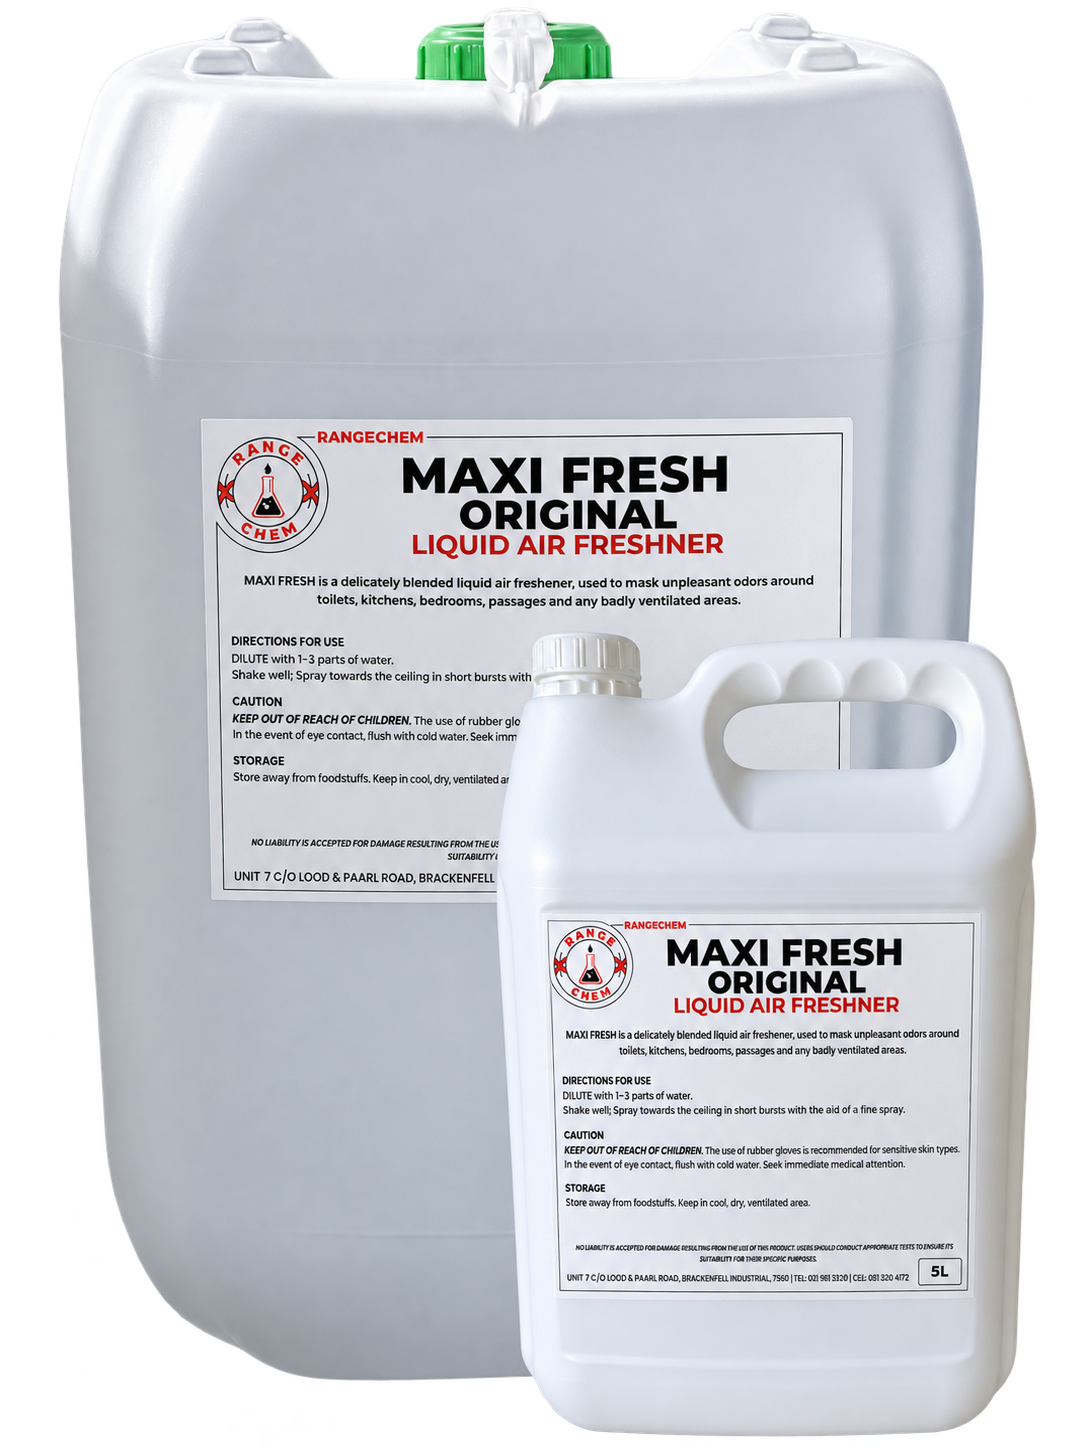 RANGECHEM
RANGE
CHEM
MAXI FRESH
ORIGINAL
LIQUID AIR FRESHNER
MAXI FRESH is a delicately blended liquid air freshener, used to mask unpleasant odors around
toilets, kitchens, bedrooms, passages and any badly ventilated areas.
DIRECTIONS FOR USE
DILUTE with 1-3 parts of water.
Shake well; Spray towards the ceiling in short bursts with
CAUTION
KEEP OUT OF REACH OF CHILDREN. The use of rubber glo
In the event of eye contact, flush with cold water. Seek imm
STORAGE
Store away from foodstuffs. Keep in cool, dry, ventilated ar
NO LIABILITY IS ACCEPTED FOR DAMAGE RESULTING FROM THE US
SUITABILITY
UNIT 7 C/O LOOD & PAARL ROAD, BRACKENFELL
RANGECHEM
RANGE
CHEM
MAXI FRESH
ORIGINAL
LIQUID AIR FRESHNER
MAXI FRESH is a delicately blended liquid air freshener, used to mask unpleasant odors around
toilets, kitchens, bedrooms, passages and any badly ventilated areas.
DIRECTIONS FOR USE
DILUTE with 1-3 parts of water.
Shake well; Spray towards the ceiling in short bursts with the aid of a fine spray.
CAUTION
KEEP OUT OF REACH OF CHILDREN. The use of rubber gloves is recommended for sensitive skin types.
In the event of eye contact, flush with cold water. Seek immediate medical attention.
STORAGE
Store away from foodstuffs. Keep in cool, dry, ventilated area.
NO LIABILITY IS ACCEPTED FOR DAMAGE RESULTING FROM THE USE OF THIS PRODUCT. USERS SHOULD CONDUCT APPROPRIATE TESTS TO ENSURE ITS
SUITABILITY FOR THEIR SPECIFIC PURPOSES.
UNIT 7 C/O LOOD & PAARL ROAD, BRACKENFELL INDUSTRIAL, 7560 | TEL: 021 981 3320 | CEL: 081 320 4172
5L